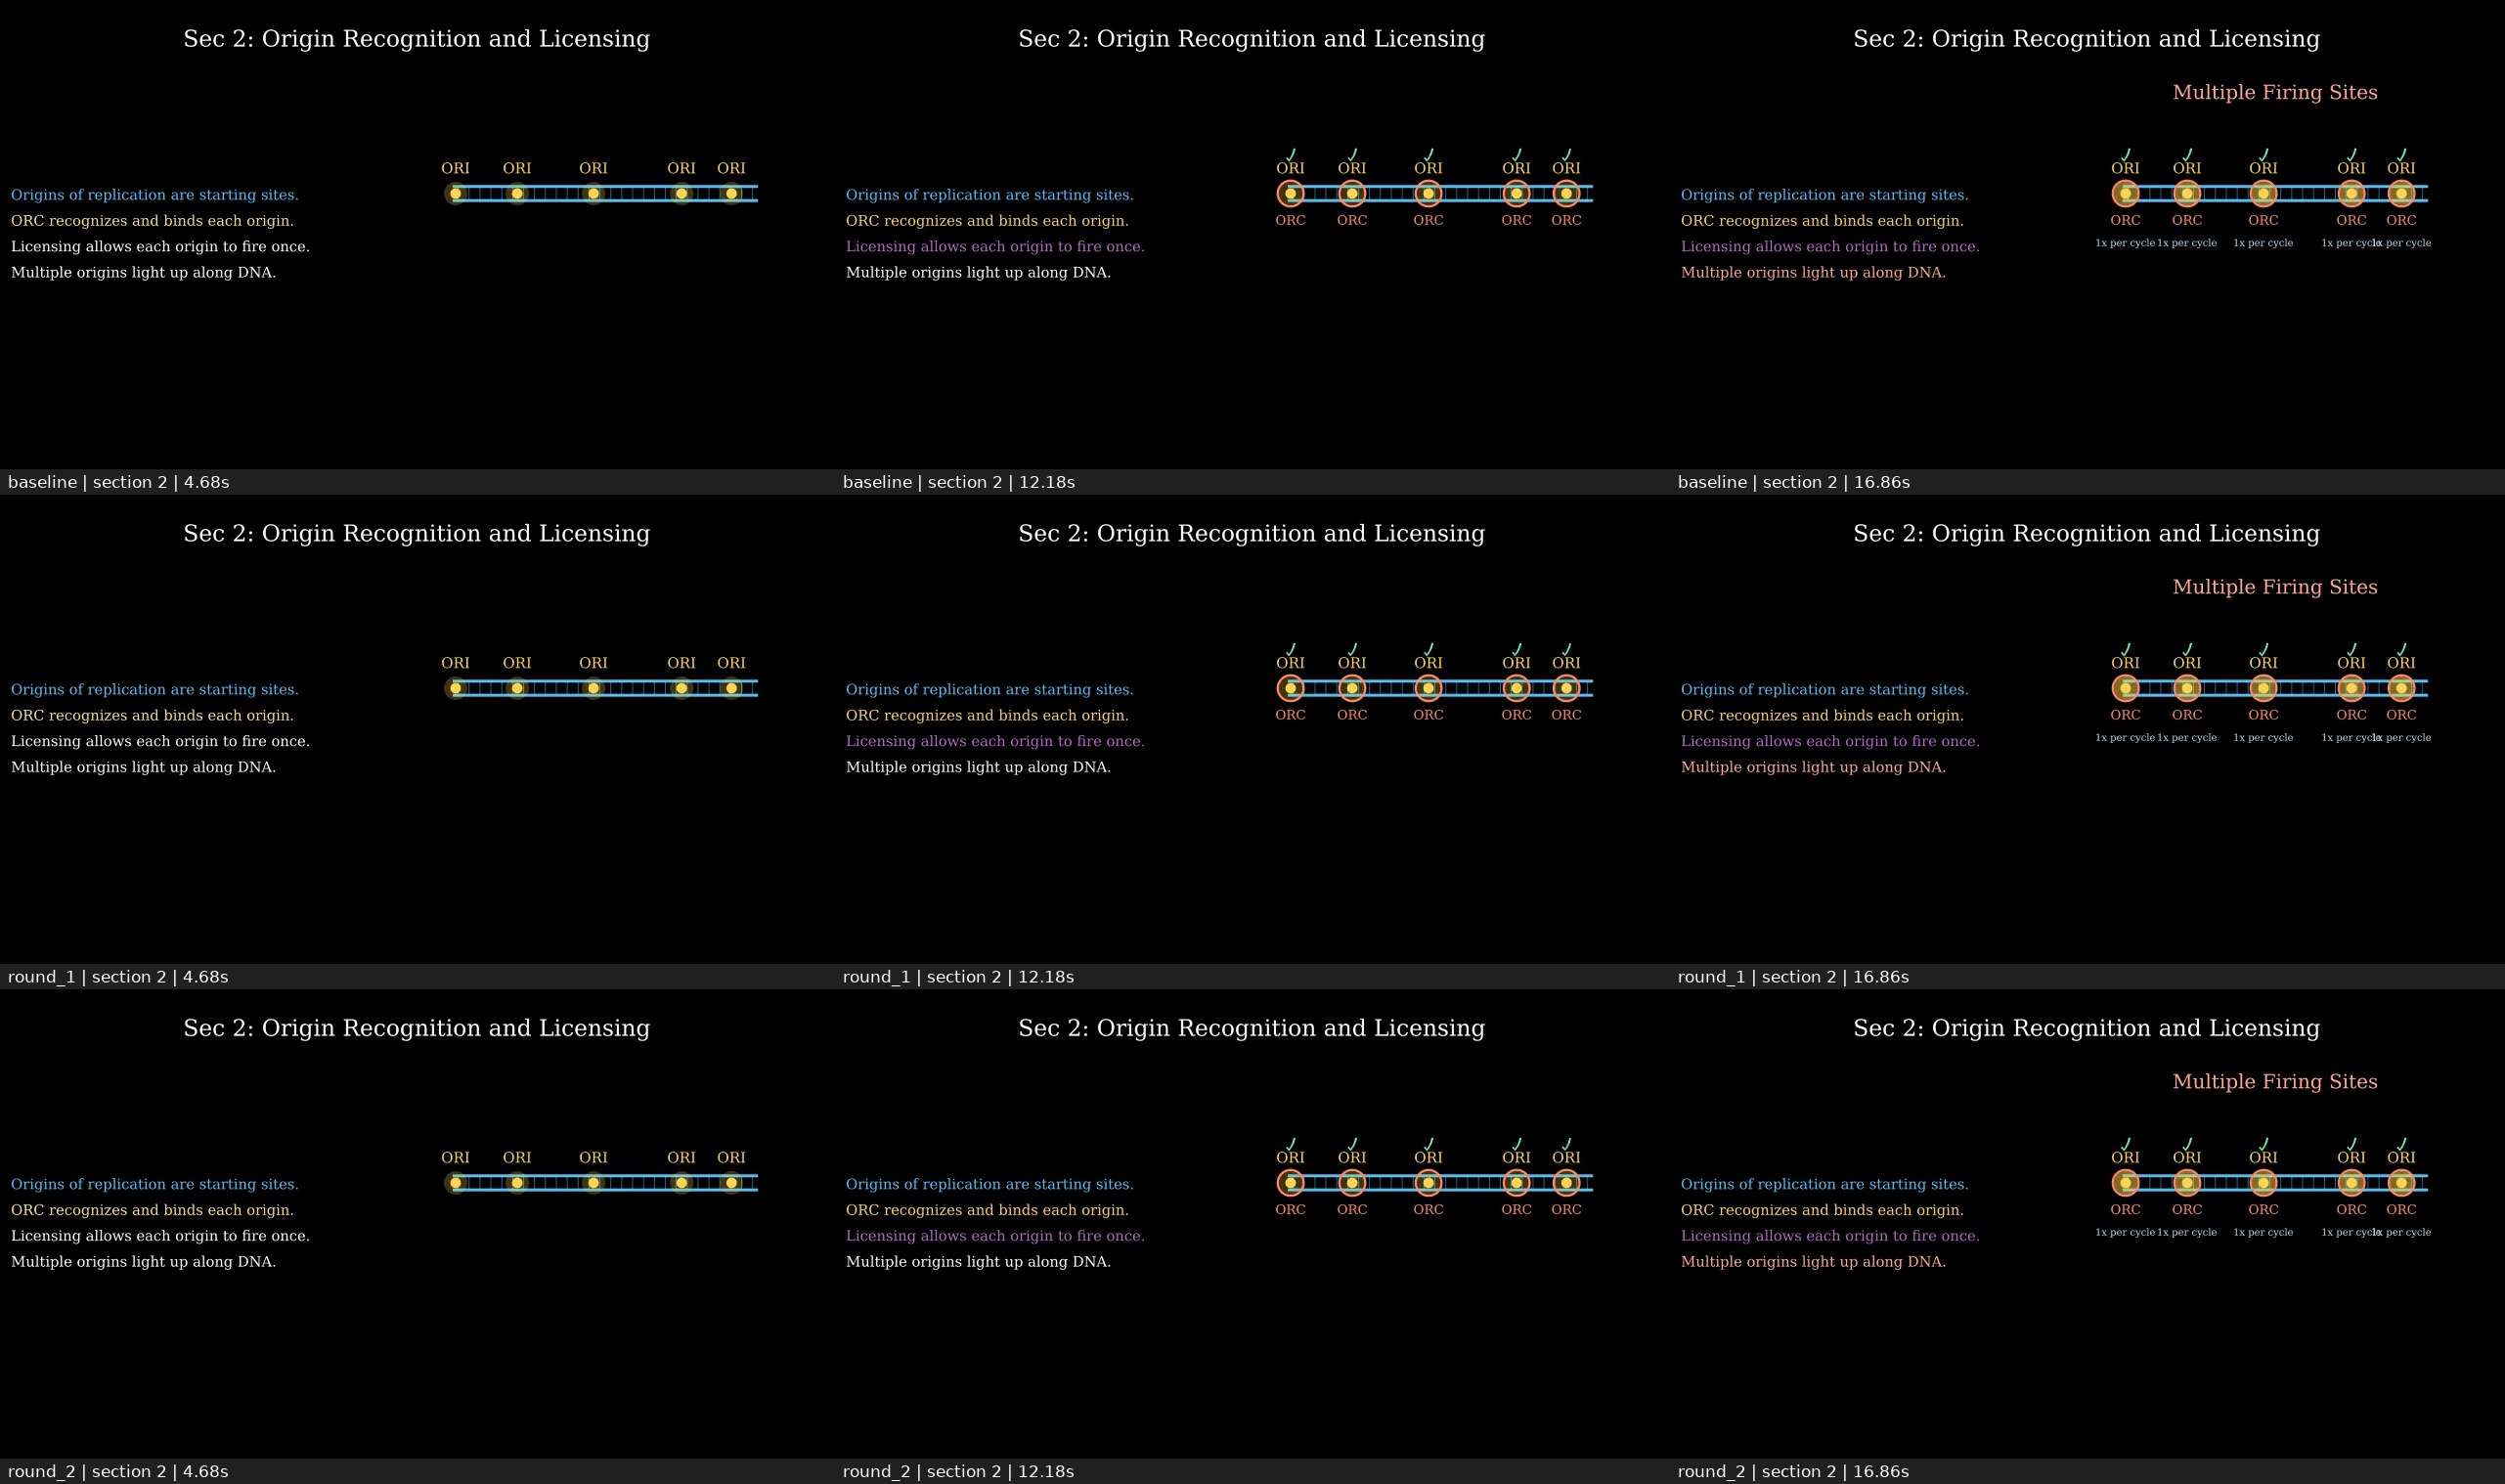 Sec 2: Origin Recognition and Licensing
ORI ORI ORI ORI ORI
Origins of replication are starting sites.
ORC recognizes and binds each origin.
Licensing allows each origin to fire once.
Multiple origins light up along DNA.
baseline | section 2 | 4.68s
Sec 2: Origin Recognition and Licensing
ORI ORI ORI ORI ORI
Origins of replication are starting sites.
ORC recognizes and binds each origin.
ORC ORC ORC ORC ORC
Licensing allows each origin to fire once.
Multiple origins light up along DNA.
baseline | section 2 | 12.18s
Sec 2: Origin Recognition and Licensing
Multiple Firing Sites
ORI ORI ORI ORI ORI
Origins of replication are starting sites.
ORC recognizes and binds each origin.
ORC ORC ORC ORC ORC
Licensing allows each origin to fire once.
1x per cycle 1x per cycle 1x per cycle 1x per cycle 1x per cycle
Multiple origins light up along DNA.
baseline | section 2 | 16.86s
Sec 2: Origin Recognition and Licensing
ORI ORI ORI ORI ORI
Origins of replication are starting sites.
ORC recognizes and binds each origin.
Licensing allows each origin to fire once.
Multiple origins light up along DNA.
round_1 | section 2 | 4.68s
Sec 2: Origin Recognition and Licensing
ORI ORI ORI ORI ORI
Origins of replication are starting sites.
ORC recognizes and binds each origin.
ORC ORC ORC ORC ORC
Licensing allows each origin to fire once.
Multiple origins light up along DNA.
round_1 | section 2 | 12.18s
Sec 2: Origin Recognition and Licensing
Multiple Firing Sites
ORI ORI ORI ORI ORI
Origins of replication are starting sites.
ORC recognizes and binds each origin.
ORC ORC ORC ORC ORC
Licensing allows each origin to fire once.
1x per cycle 1x per cycle 1x per cycle 1x per cycle 1x per cycle
Multiple origins light up along DNA.
round_1 | section 2 | 16.86s
Sec 2: Origin Recognition and Licensing
ORI ORI ORI ORI ORI
Origins of replication are starting sites.
ORC recognizes and binds each origin.
Licensing allows each origin to fire once.
Multiple origins light up along DNA.
round_2 | section 2 | 4.68s
Sec 2: Origin Recognition and Licensing
ORI ORI ORI ORI ORI
Origins of replication are starting sites.
ORC recognizes and binds each origin.
ORC ORC ORC ORC ORC
Licensing allows each origin to fire once.
Multiple origins light up along DNA.
round_2 | section 2 | 12.18s
Sec 2: Origin Recognition and Licensing
Multiple Firing Sites
ORI ORI ORI ORI ORI
Origins of replication are starting sites.
ORC recognizes and binds each origin.
ORC ORC ORC ORC ORC
Licensing allows each origin to fire once.
1x per cycle 1x per cycle 1x per cycle 1x per cycle 1x per cycle
Multiple origins light up along DNA.
round_2 | section 2 | 16.86s